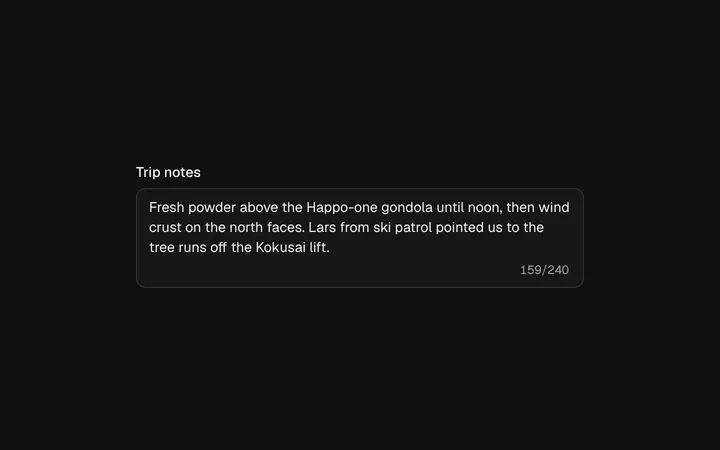 Trip notes
Fresh powder above the Happo-one gondola until noon, then wind
crust on the north faces. Lars from ski patrol pointed us to the
tree runs off the Kokusai lift.
159/240